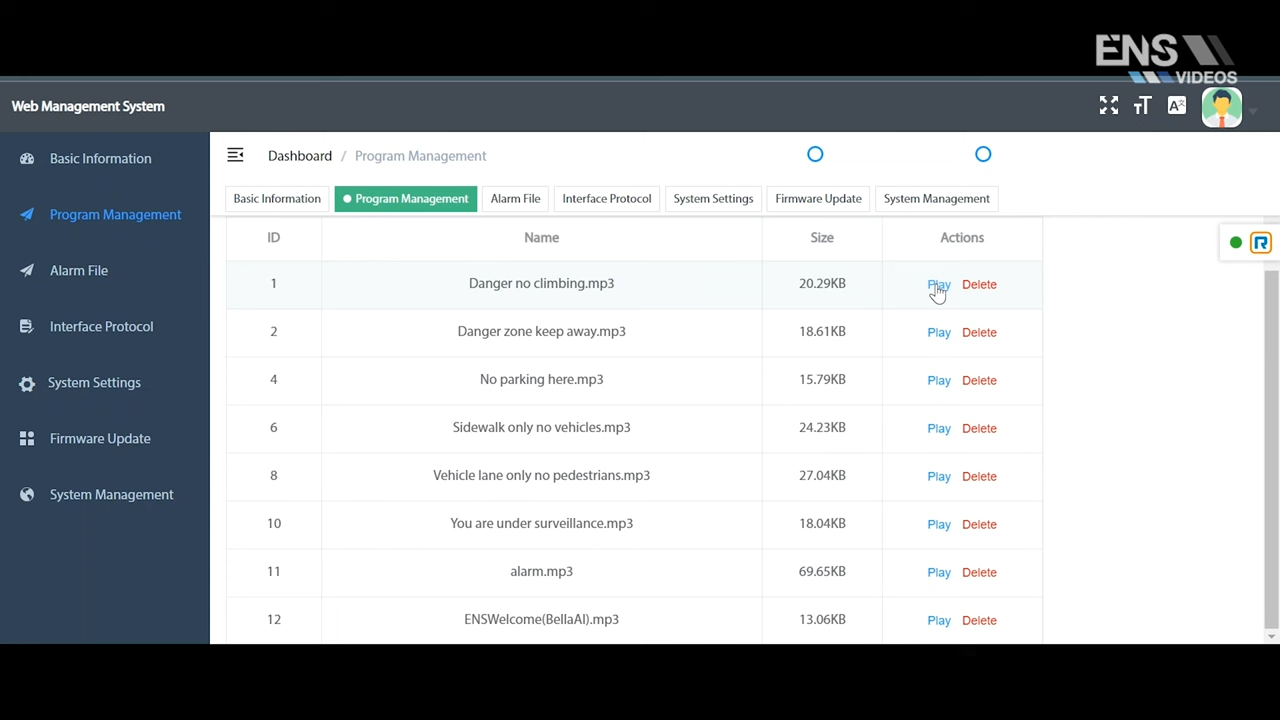 ENS
VIDEOS
Web Management System
Basic Information
Program Management
Alarm File
Interface Protocol
System Settings
Firmware Update
System Management
Dashboard / Program Management
Basic Information Program Management Alarm File Interface Protocol System Settings Firmware Update System Management
ID Name Size Actions
1 Danger no climbing.mp3 20.29KB Play Delete
2 Danger zone keep away.mp3 18.61KB Play Delete
4 No parking here.mp3 15.79KB Play Delete
6 Sidewalk only no vehicles.mp3 24.23KB Play Delete
8 Vehicle lane only no pedestrians.mp3 27.04KB Play Delete
10 You are under surveillance.mp3 18.04KB Play Delete
11 alarm.mp3 69.65KB Play Delete
12 ENSWelcome(BellaAI).mp3 13.06KB Play Delete